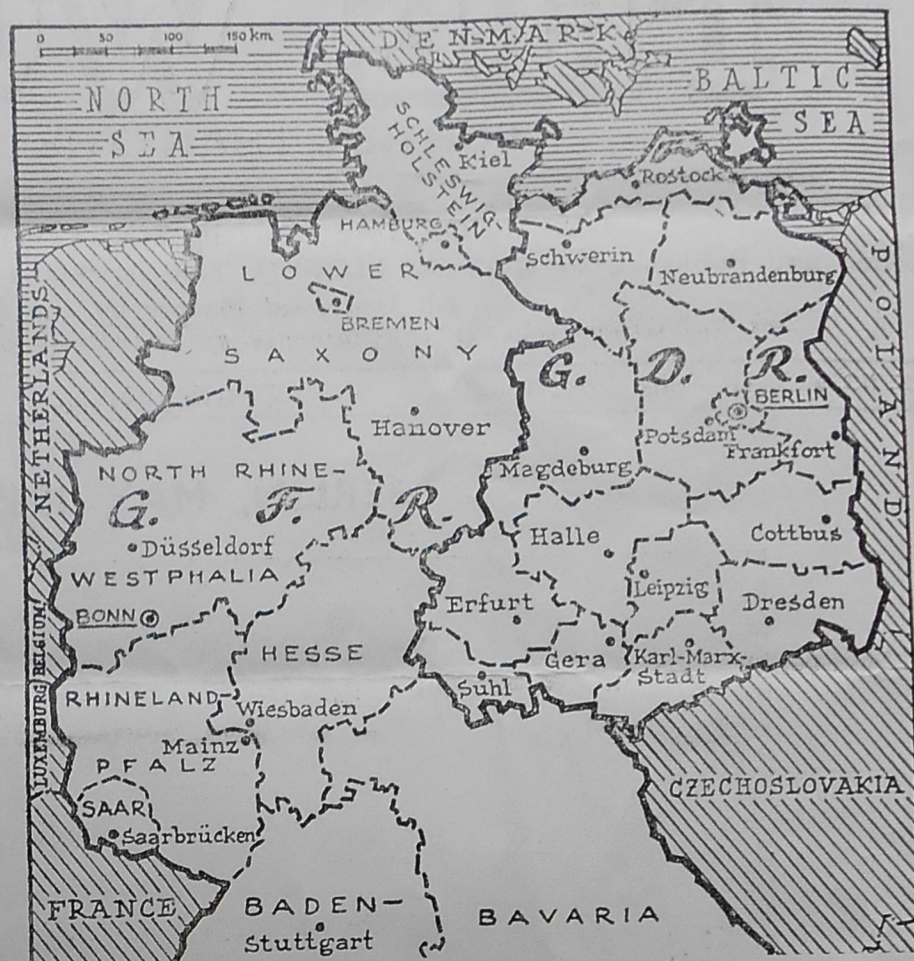 0 50 100 150 km
DENMARK
NORTH
SEA
BALTIC
SEA
SCHLESWIG
HOLSTEIN
Kiel
Rostock
HAMBURG
Schwerin
Neubrandenburg
LOWER
BREMEN
SAXONY
POLAND
NETHERLANDS
G. D. R.
BERLIN
Hanover
Potsdam
Frankfort
Magdeburg
NORTH RHINE-
G. F. R.
Halle
Cottbus
Düsseldorf
WESTPHALIA
Leipzig
Erfurt
Dresden
BONN
BELGIUM
HESSE
Gera
Karl-Marx-
Stadt
Suhl
RHINELAND-
Wiesbaden
LUXEMBURG
Mainz
PFALZ
CZECHOSLOVAKIA
SAAR
Saarbrücken
FRANCE
BADEN-
BAVARIA
Stuttgart